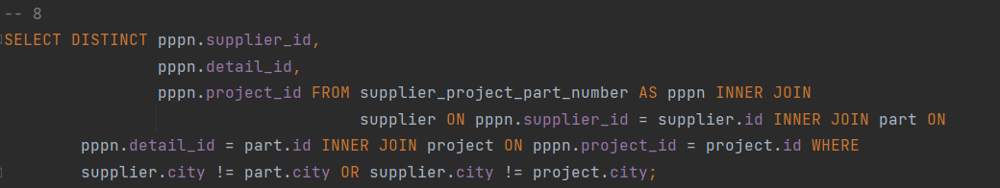 -- 8
SELECT DISTINCT pppn.supplier_id,
pppn.detail_id,
pppn.project_id FROM supplier_project_part_number AS pppn INNER JOIN
supplier ON pppn.supplier_id = supplier.id INNER JOIN part ON
pppn.detail_id = part.id INNER JOIN project ON pppn.project_id = project.id WHERE
supplier.city != part.city OR supplier.city != project.city;